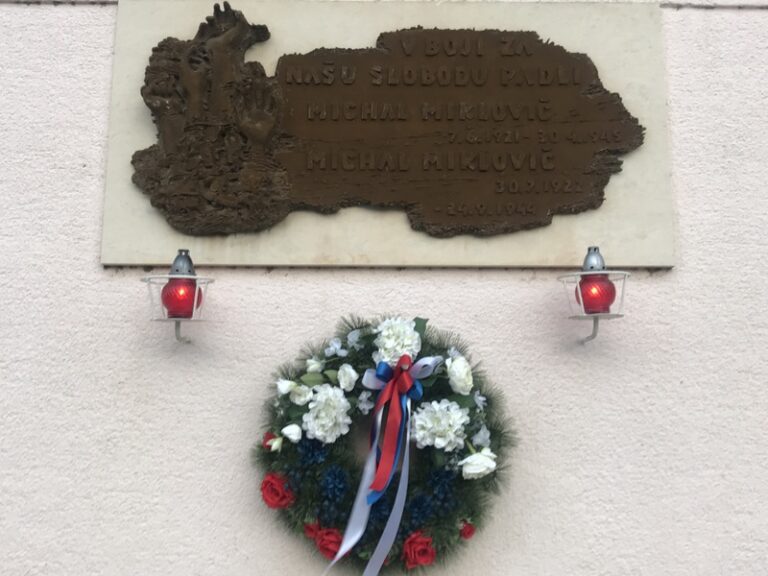 V BOJI ZA
NAŠU SLOBODU PADLI
MICHAL MIKLOVIČ
7. 6. 1921 - 30. 4. 1945
MICHAL MIKLOVIČ
30. 7. 1922
- 24. 9. 1944